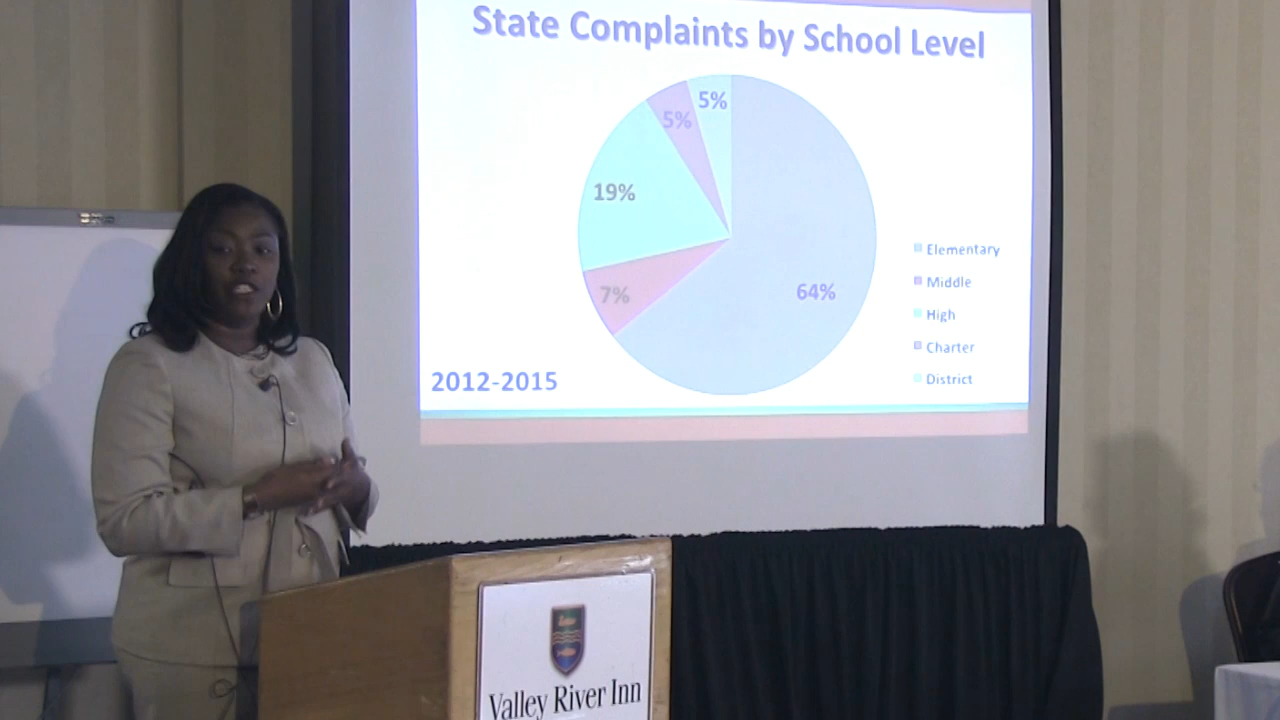 State Complaints by School Level
5%
5%
19%
7%
64%
Elementary
Middle
High
Charter
District
2012-2015
Valley River Inn